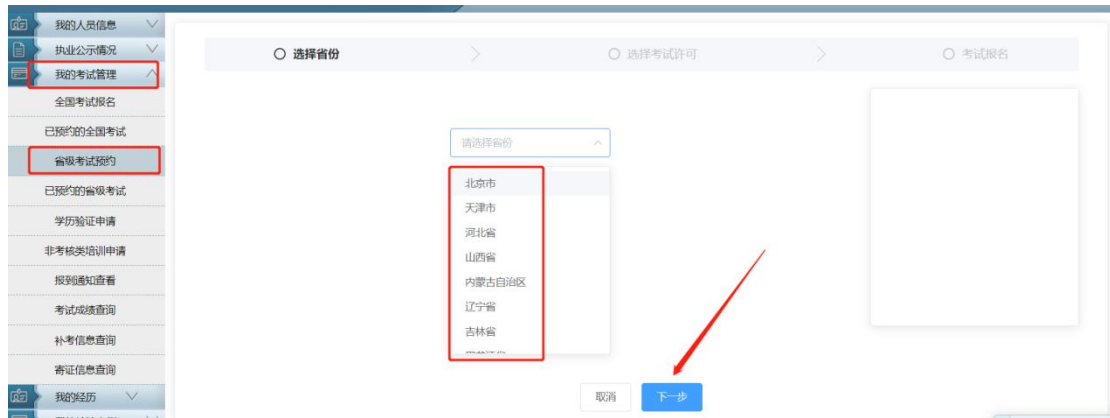 我的人员信息
执业公示情况
我的考试管理
全国考试报名
已预约的全国考试
省级考试预约
已预约的省级考试
学历验证申请
非考核类培训申请
报到通知查看
考试成绩查询
补考信息查询
寄证信息查询
我的经历
选择省份
选择考试许可
考试报名
请选择省份
北京市
天津市
河北省
山西省
内蒙古自治区
辽宁省
吉林省
取消
下一步